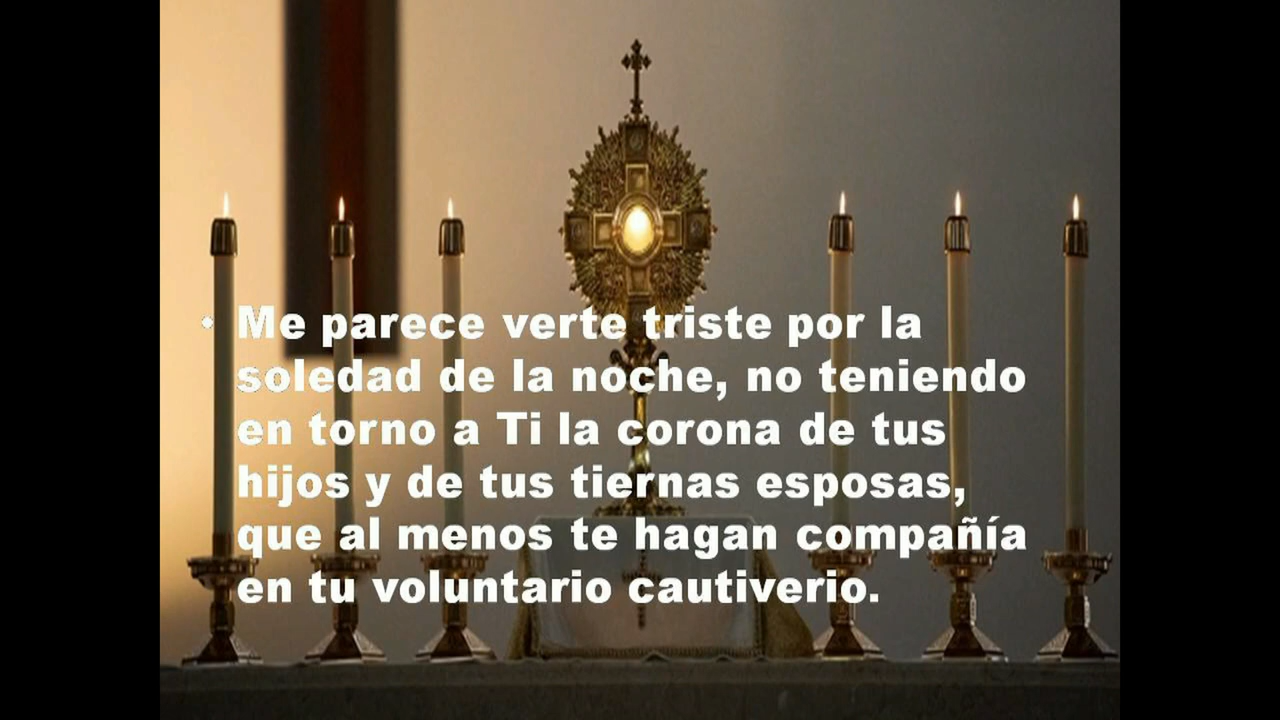 • Me parece verte triste por la
soledad de la noche, no teniendo
en torno a Ti la corona de tus
hijos y de tus tiernas esposas,
que al menos te hagan compañía
en tu voluntario cautiverio.